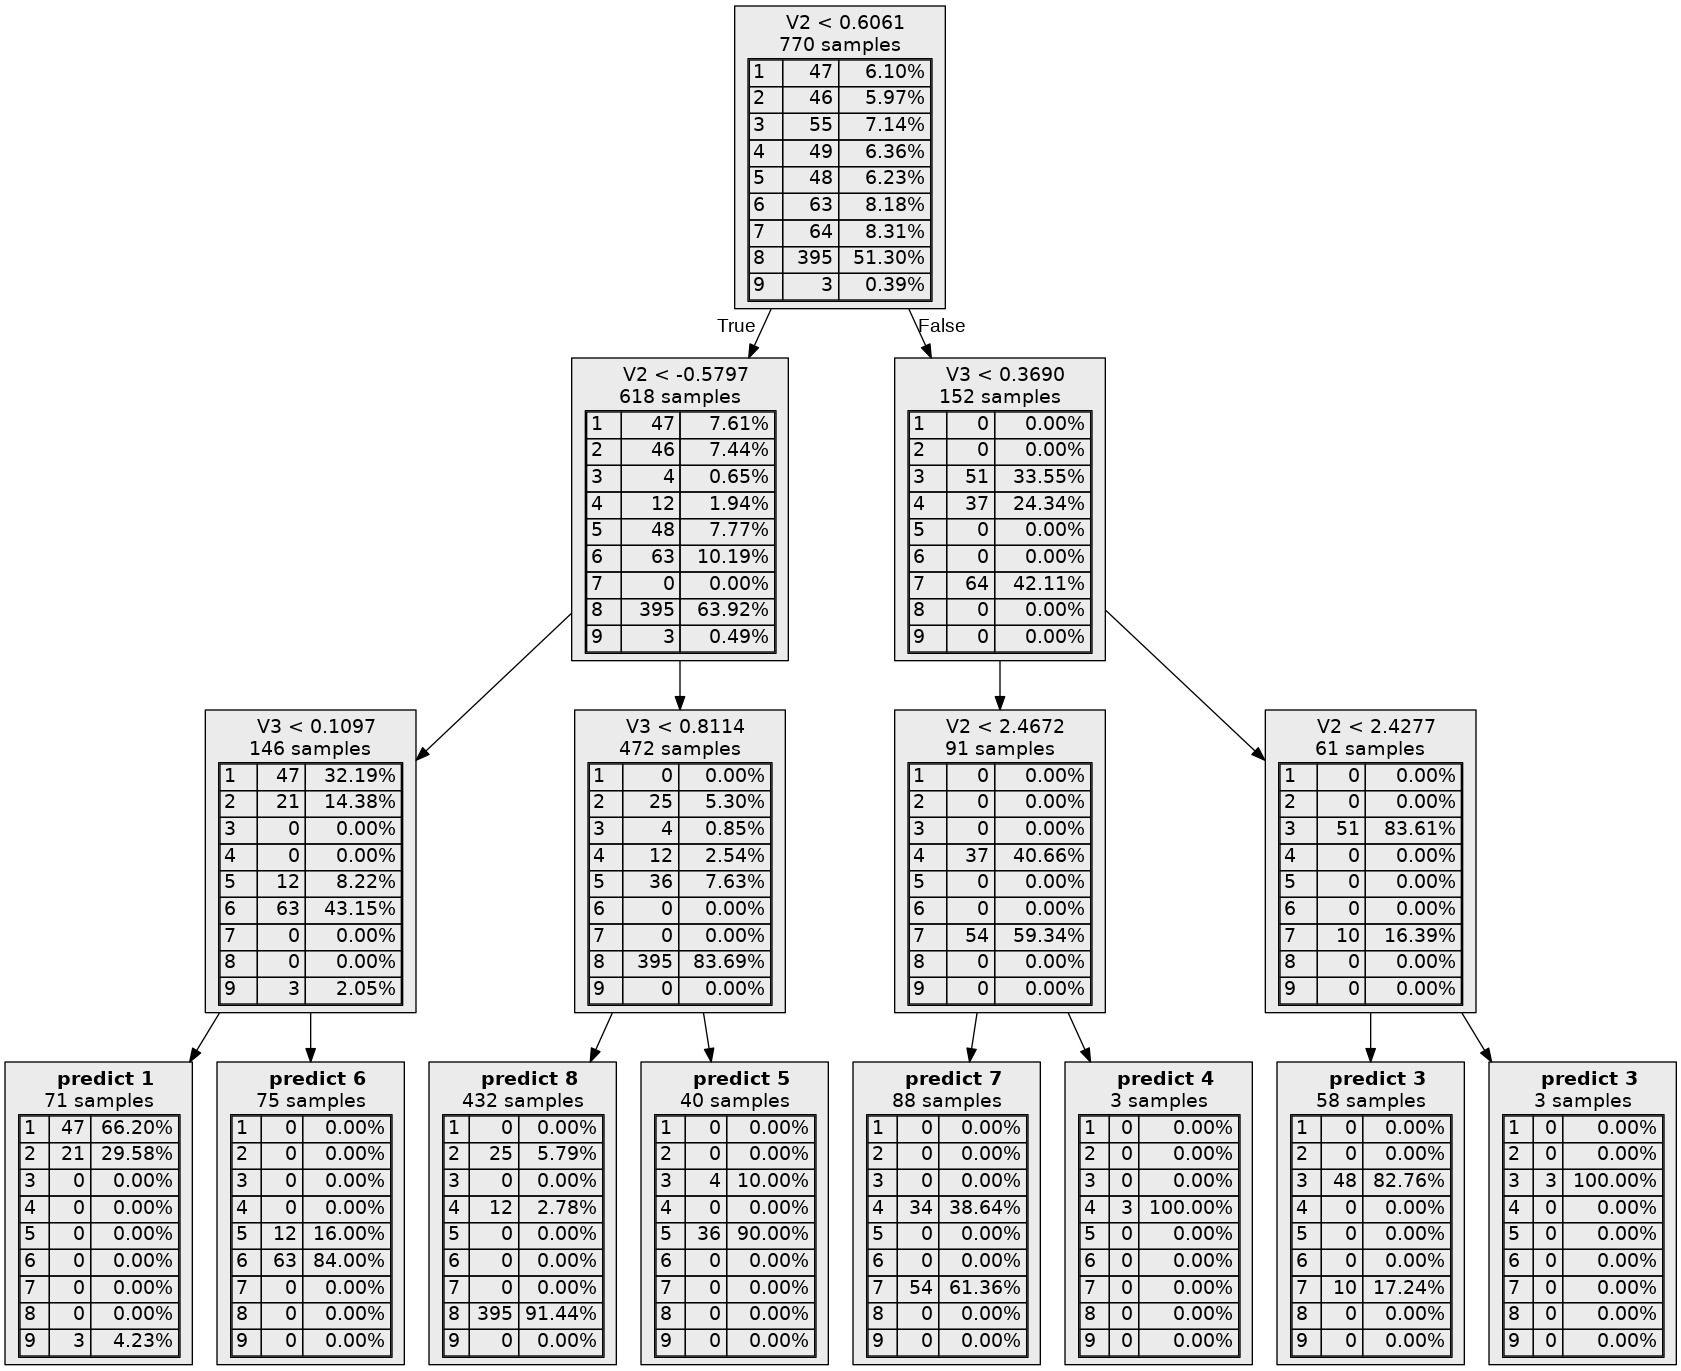 V2 < 0.6061
770 samples
1 47 6.10%
2 46 5.97%
3 55 7.14%
4 49 6.36%
5 48 6.23%
6 63 8.18%
7 64 8.31%
8 395 51.30%
9 3 0.39%
True
False
V2 < -0.5797
618 samples
1 47 7.61%
2 46 7.44%
3 4 0.65%
4 12 1.94%
5 48 7.77%
6 63 10.19%
7 0 0.00%
8 395 63.92%
9 3 0.49%
V3 < 0.3690
152 samples
1 0 0.00%
2 0 0.00%
3 51 33.55%
4 37 24.34%
5 0 0.00%
6 0 0.00%
7 64 42.11%
8 0 0.00%
9 0 0.00%
V3 < 0.1097
146 samples
1 47 32.19%
2 21 14.38%
3 0 0.00%
4 0 0.00%
5 12 8.22%
6 63 43.15%
7 0 0.00%
8 0 0.00%
9 3 2.05%
V3 < 0.8114
472 samples
1 0 0.00%
2 25 5.30%
3 4 0.85%
4 12 2.54%
5 36 7.63%
6 0 0.00%
7 0 0.00%
8 395 83.69%
9 0 0.00%
V2 < 2.4672
91 samples
1 0 0.00%
2 0 0.00%
3 0 0.00%
4 37 40.66%
5 0 0.00%
6 0 0.00%
7 54 59.34%
8 0 0.00%
9 0 0.00%
V2 < 2.4277
61 samples
1 0 0.00%
2 0 0.00%
3 51 83.61%
4 0 0.00%
5 0 0.00%
6 0 0.00%
7 10 16.39%
8 0 0.00%
9 0 0.00%
predict 1
71 samples
1 47 66.20%
2 21 29.58%
3 0 0.00%
4 0 0.00%
5 0 0.00%
6 0 0.00%
7 0 0.00%
8 0 0.00%
9 3 4.23%
predict 6
75 samples
1 0 0.00%
2 0 0.00%
3 0 0.00%
4 0 0.00%
5 12 16.00%
6 63 84.00%
7 0 0.00%
8 0 0.00%
9 0 0.00%
predict 8
432 samples
1 0 0.00%
2 25 5.79%
3 0 0.00%
4 12 2.78%
5 0 0.00%
6 0 0.00%
7 0 0.00%
8 395 91.44%
9 0 0.00%
predict 5
40 samples
1 0 0.00%
2 0 0.00%
3 4 10.00%
4 0 0.00%
5 36 90.00%
6 0 0.00%
7 0 0.00%
8 0 0.00%
9 0 0.00%
predict 7
88 samples
1 0 0.00%
2 0 0.00%
3 0 0.00%
4 34 38.64%
5 0 0.00%
6 0 0.00%
7 54 61.36%
8 0 0.00%
9 0 0.00%
predict 4
3 samples
1 0 0.00%
2 0 0.00%
3 0 0.00%
4 3 100.00%
5 0 0.00%
6 0 0.00%
7 0 0.00%
8 0 0.00%
9 0 0.00%
predict 3
58 samples
1 0 0.00%
2 0 0.00%
3 48 82.76%
4 0 0.00%
5 0 0.00%
6 0 0.00%
7 10 17.24%
8 0 0.00%
9 0 0.00%
predict 3
3 samples
1 0 0.00%
2 0 0.00%
3 3 100.00%
4 0 0.00%
5 0 0.00%
6 0 0.00%
7 0 0.00%
8 0 0.00%
9 0 0.00%